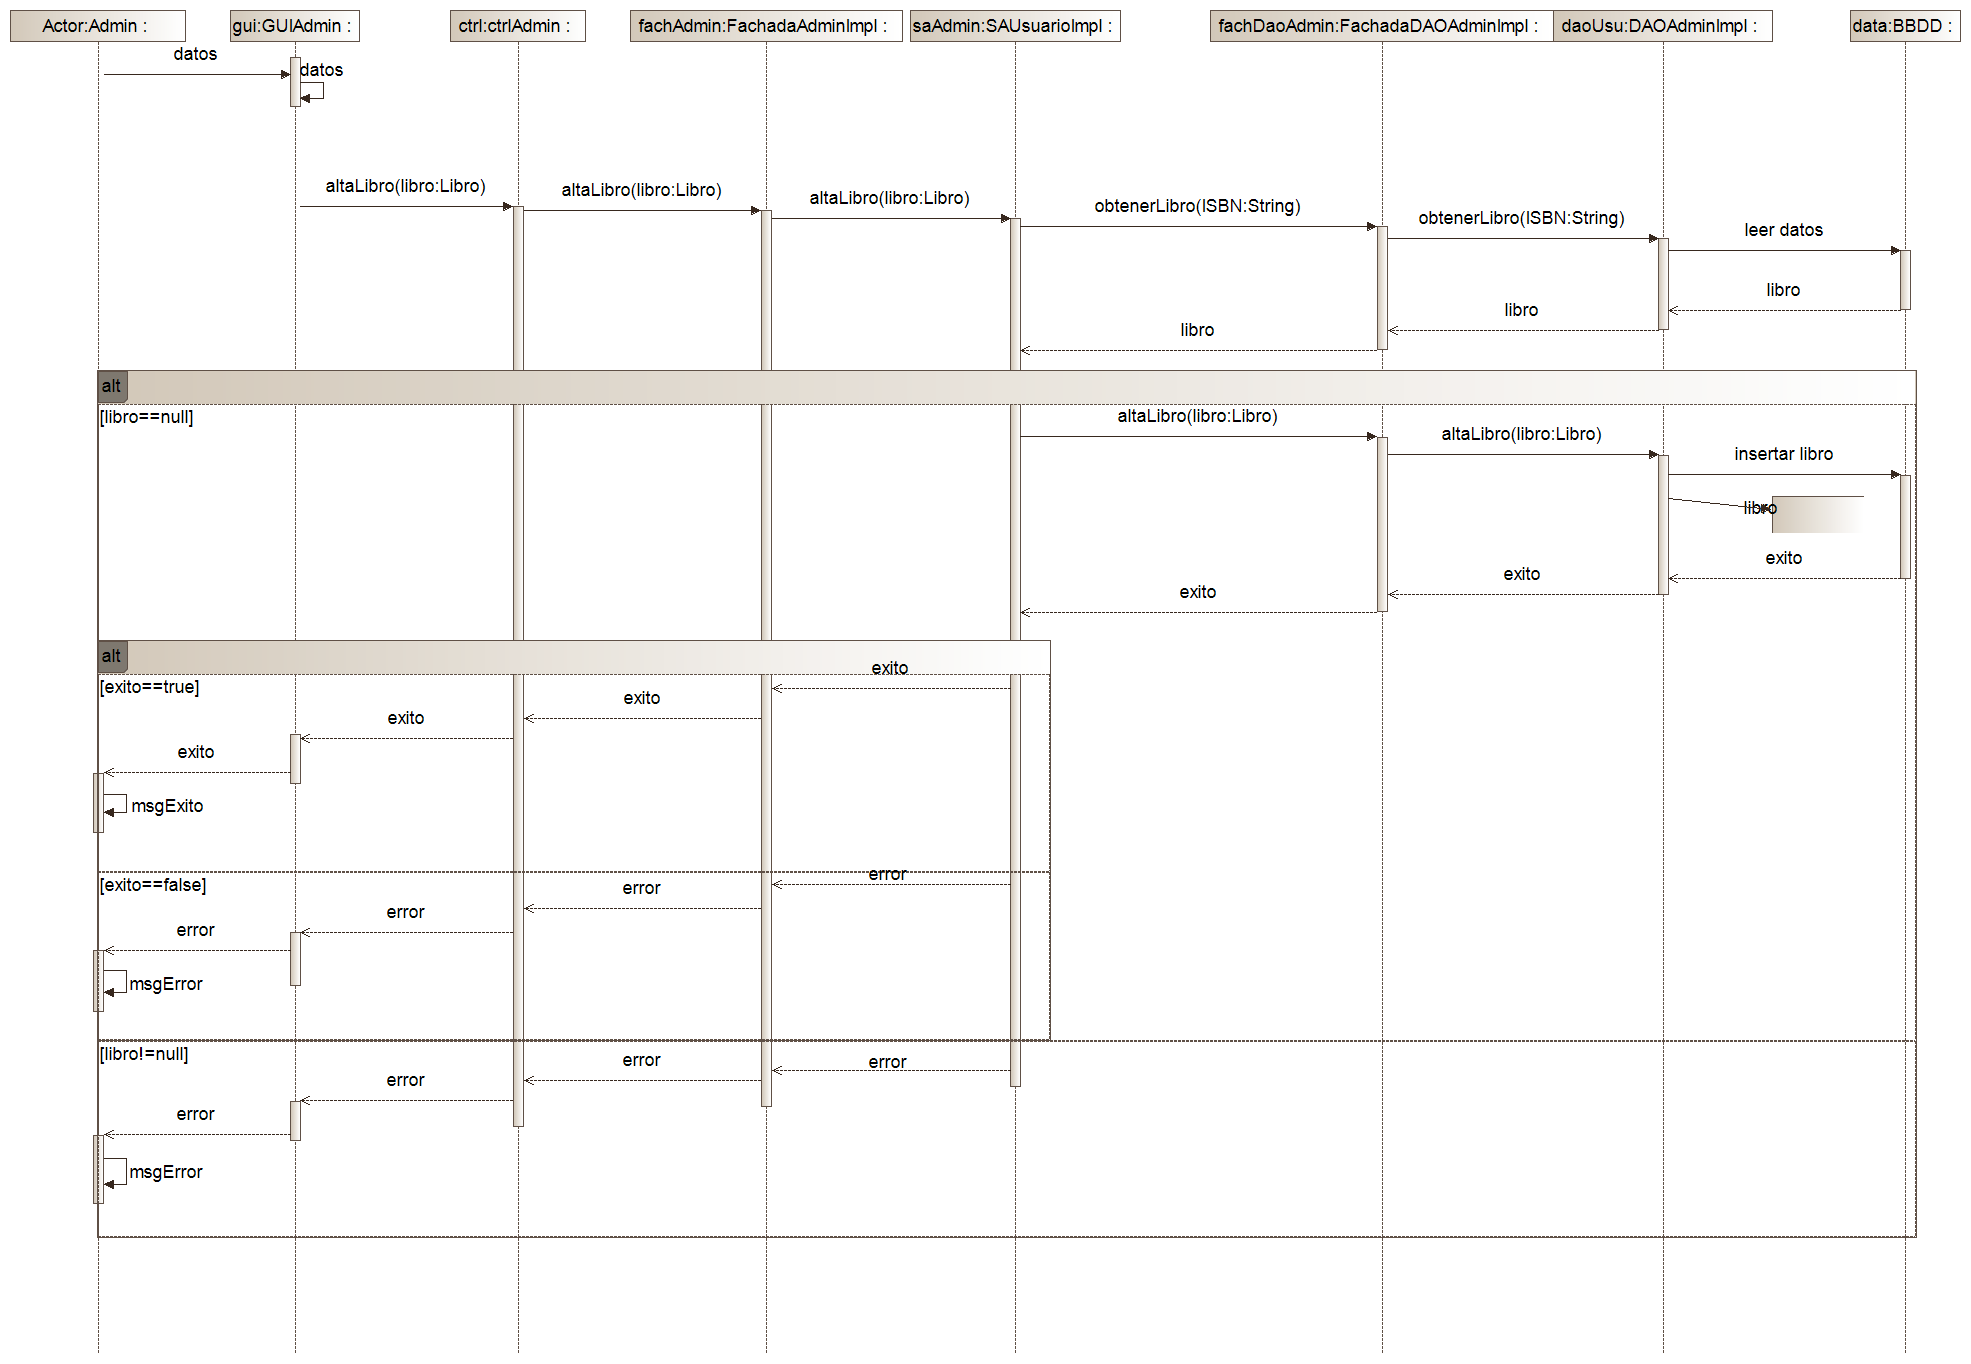 Actor:Admin :
gui:GUIAdmin :
ctrl:ctrlAdmin :
fachAdmin:FachadaAdminImpl :
saAdmin:SAUsuarioImpl :
fachDaoAdmin:FachadaDAOAdminImpl :
daoUsu:DAOAdminImpl :
data:BBDD :
datos
datos
altaLibro(libro:Libro)
altaLibro(libro:Libro)
altaLibro(libro:Libro)
obtenerLibro(ISBN:String)
obtenerLibro(ISBN:String)
leer datos
libro
libro
libro
alt
[libro==null]
altaLibro(libro:Libro)
altaLibro(libro:Libro)
insertar libro
libro
exito
exito
exito
alt
[exito==true]
exito
exito
exito
exito
msgExito
[exito==false]
error
error
error
error
msgError
[libro!=null]
error
error
error
error
msgError